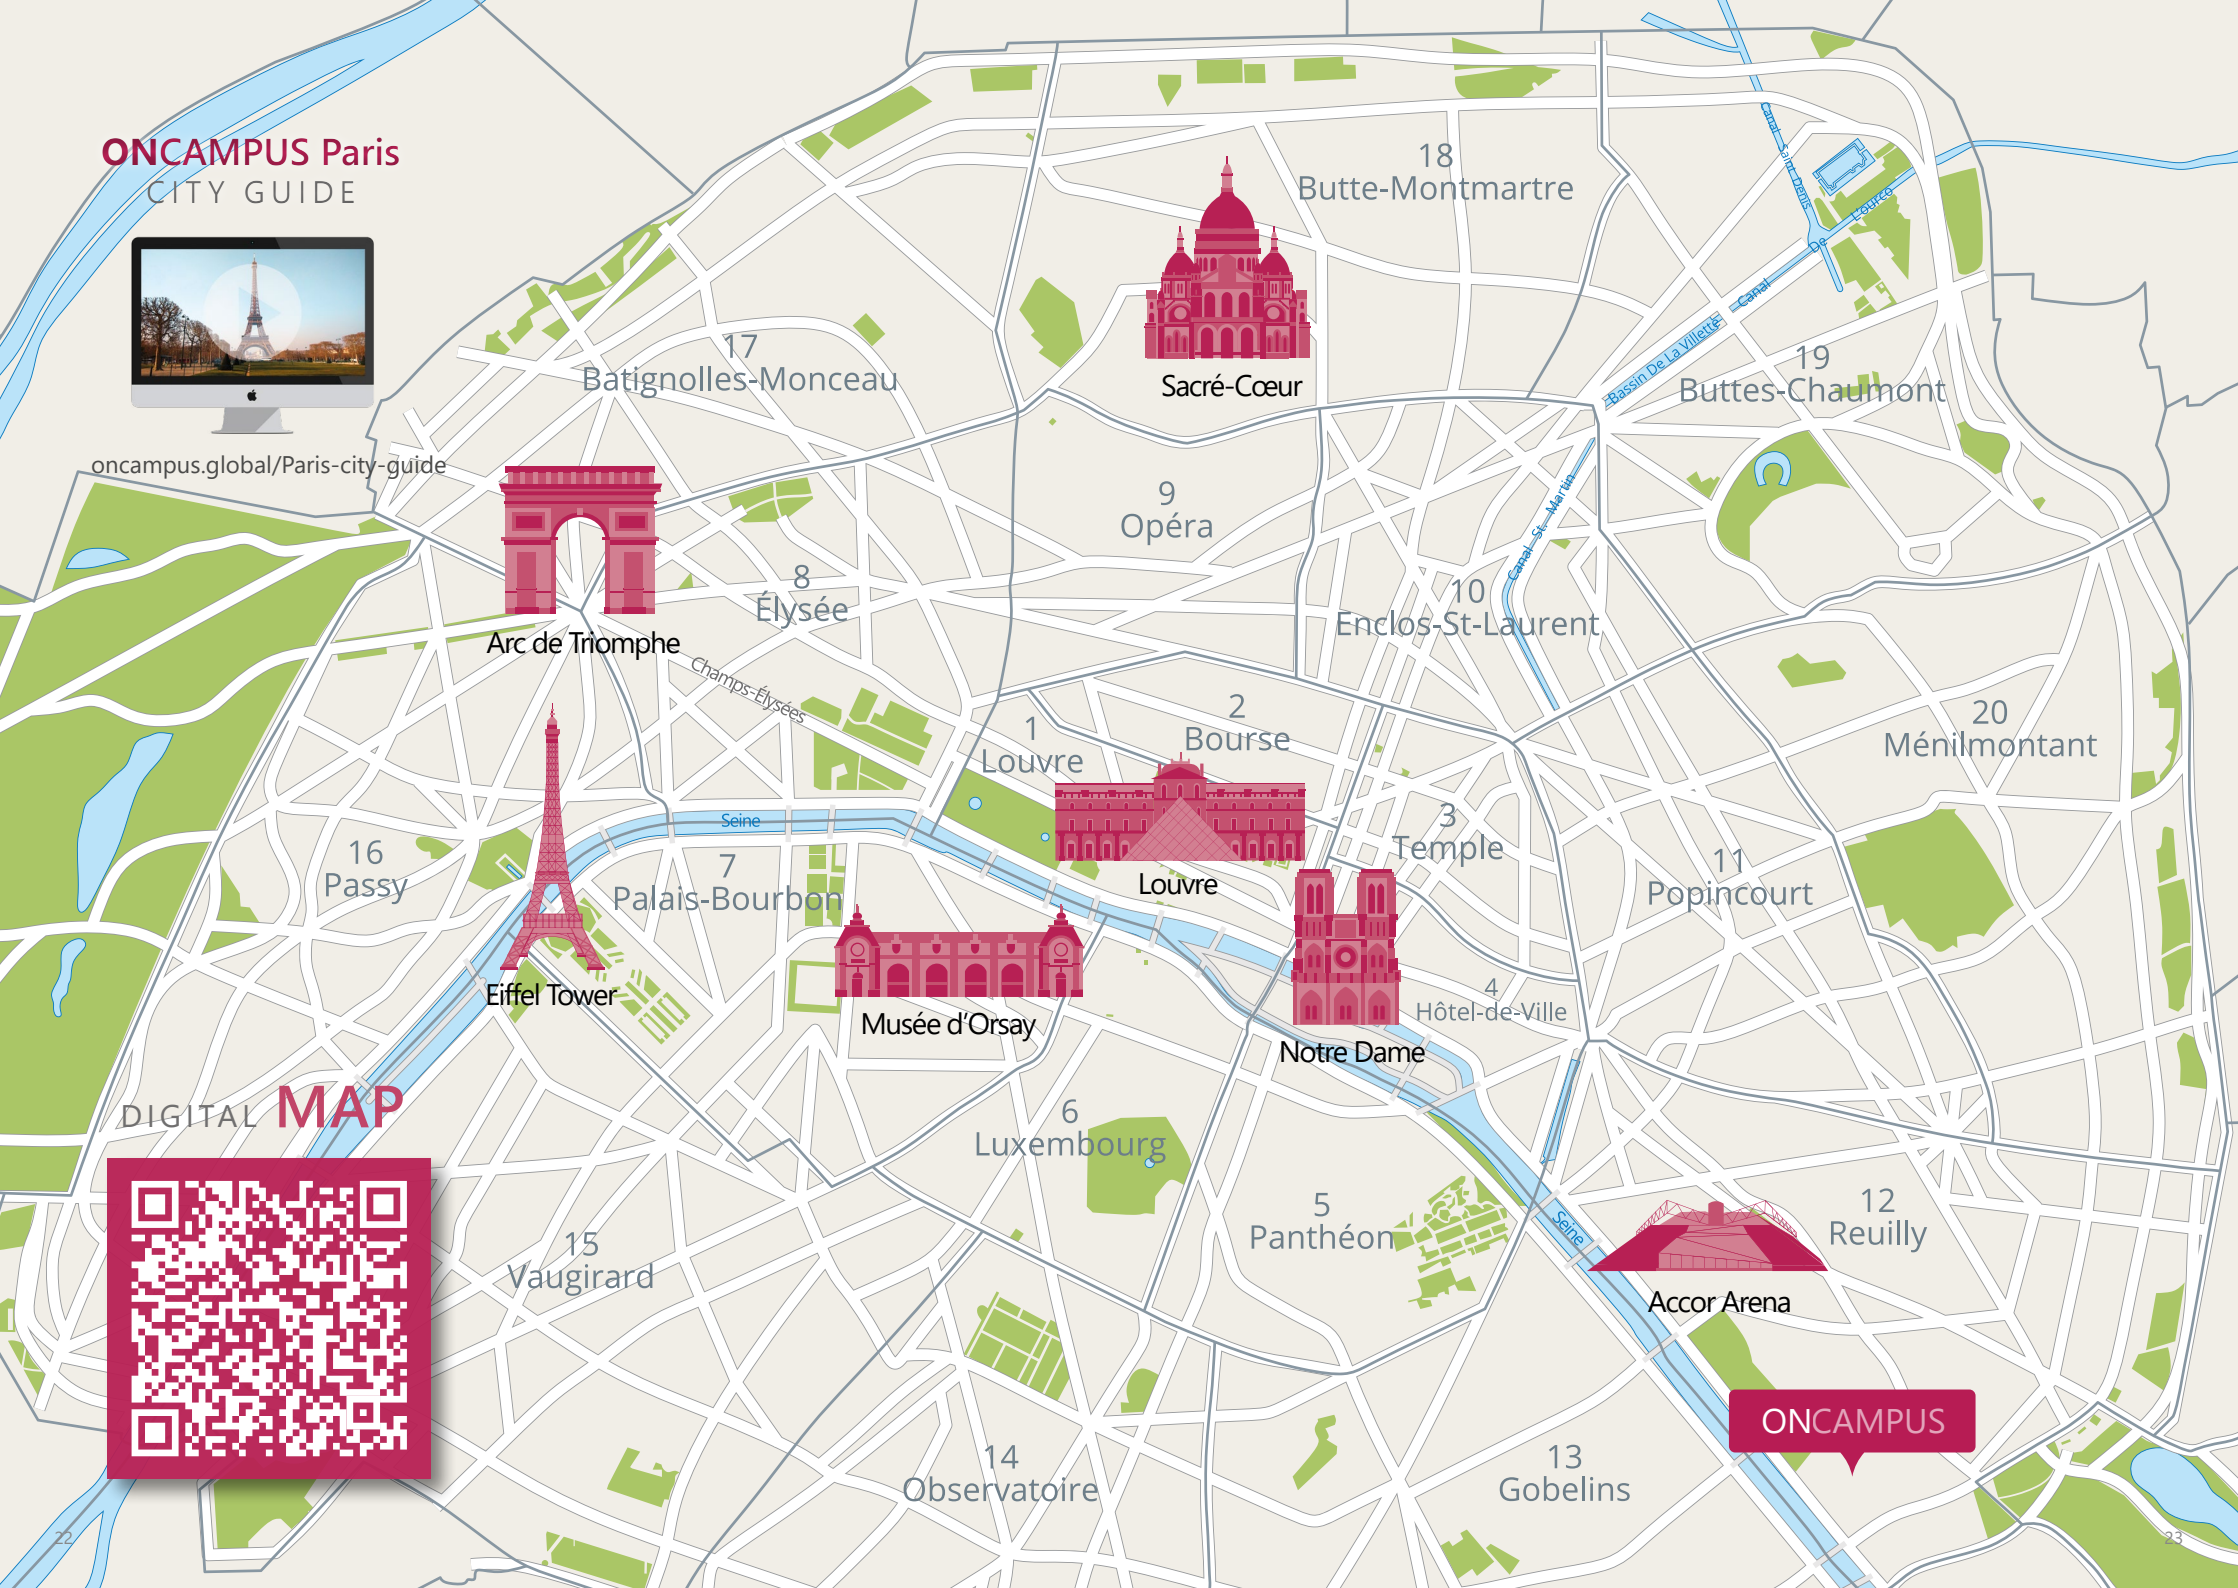 ONCAMPUS Paris
CITY GUIDE
oncampus.global/Paris-city-guide
18
Butte-Montmartre
Canal Saint Denis
L'ourcq
De
Canal
Bassin De La Villette
Sacré-Cœur
17
Batignolles-Monceau
19
Buttes-Chaumont
9
Opéra
Canal St. Martin
8
Élysée
10
Enclos-St-Laurent
Arc de Triomphe
Champs-Élysées
1
Louvre
2
Bourse
20
Ménilmontant
Seine
3
Temple
16
Passy
7
Palais-Bourbon
11
Popincourt
Louvre
Eiffel Tower
Musée d'Orsay
4
Hôtel-de-Ville
Notre Dame
DIGITAL MAP
6
Luxembourg
5
Panthéon
Seine
12
Reuilly
15
Vaugirard
Accor Arena
ONCAMPUS
14
Observatoire
13
Gobelins
22
23